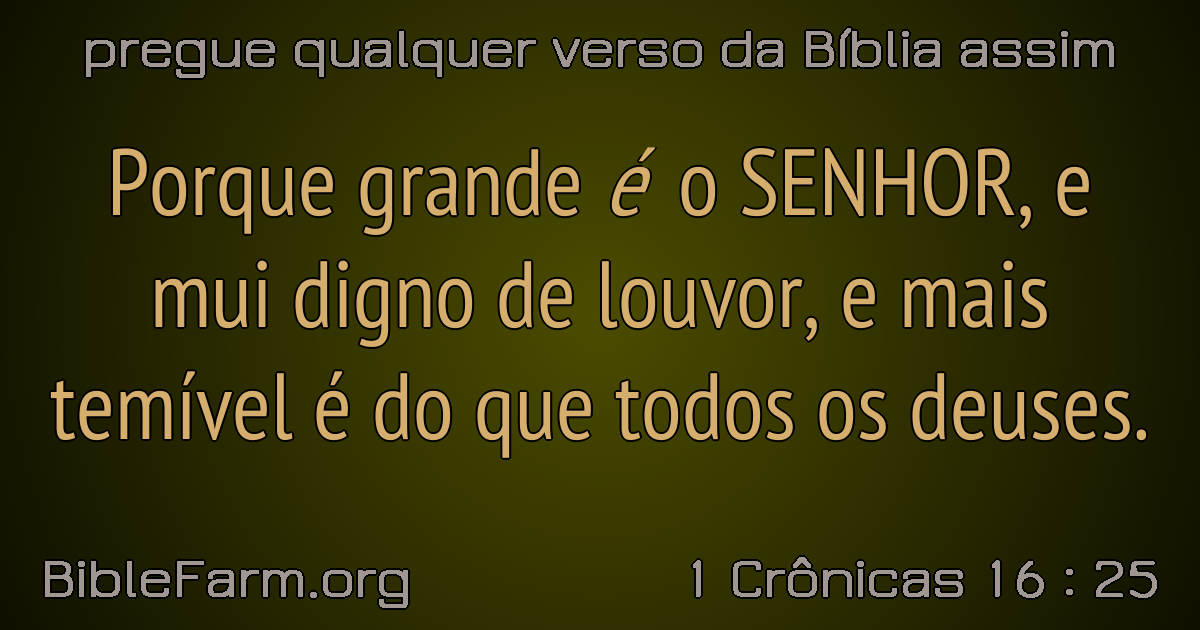 pregue qualquer verso da Bíblia assim
Porque grande é o SENHOR, e
mui digno de louvor, e mais
temível é do que todos os deuses.
BibleFarm.org
1 Crônicas 16 : 25